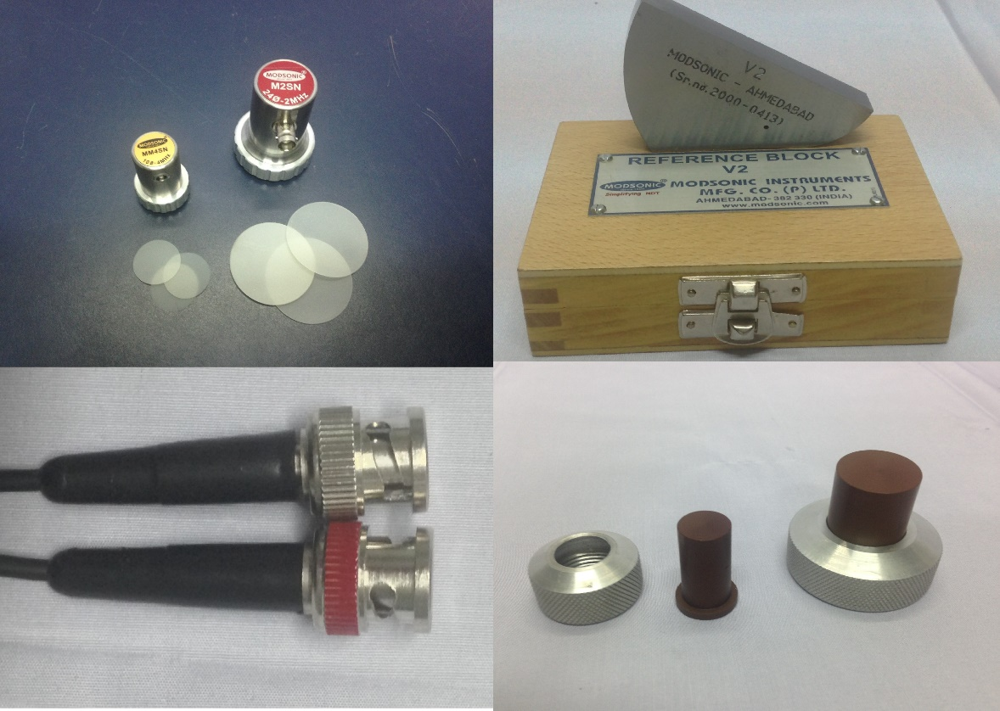 MODSONIC
M2SN
24Ø-2MHz
MODSONIC
MM4SN
10Ø-4MHz
V2
MODSONIC - AHMEDABAD
(Sr.no.2000-0413)
REFERENCE BLOCK
V2
MODSONIC® MODSONIC INSTRUMENTS
Simplifying NDT MFG. CO. (P) LTD.
AHMEDABAD- 382 330 (INDIA)
www.modsonic.com